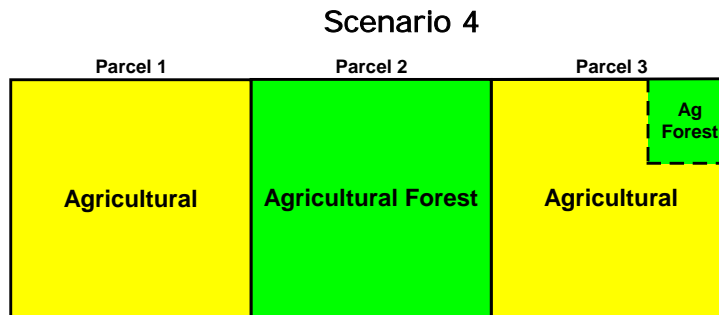 Scenario 4
Parcel 1
Parcel 2
Parcel 3
Ag
Forest
Agricultural
Agricultural Forest
Agricultural